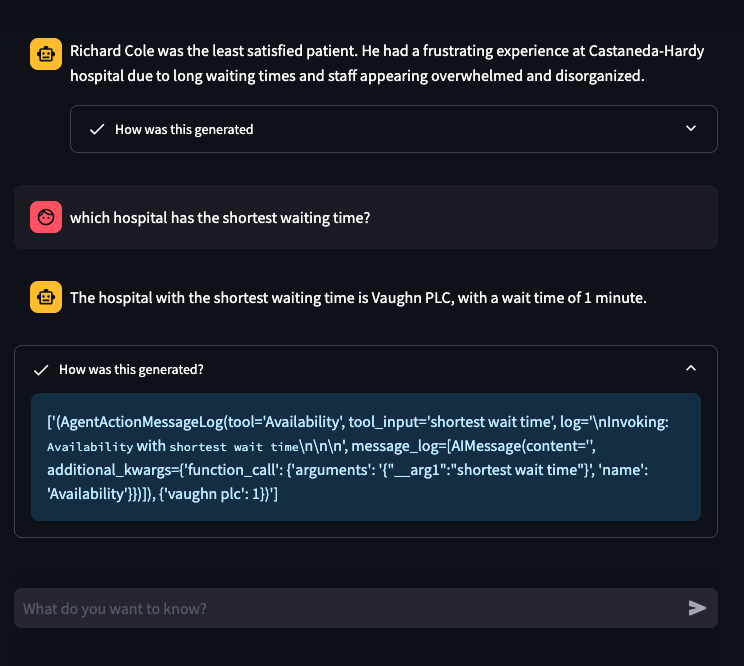 Richard Cole was the least satisfied patient. He had a frustrating experience at Castaneda-Hardy
hospital due to long waiting times and staff appearing overwhelmed and disorganized.
How was this generated
which hospital has the shortest waiting time?
The hospital with the shortest waiting time is Vaughn PLC, with a wait time of 1 minute.
How was this generated?
['(AgentActionMessageLog(tool='Availability', tool_input='shortest wait time', log='\nInvoking:
Availability with shortest wait time\n\n\n', message_log=[AIMessage(content='',
additional_kwargs={'function_call': {'arguments': '{"__arg1":"shortest wait time"}', 'name':
'Availability'}})]), {'vaughn plc': 1})']
What do you want to know?